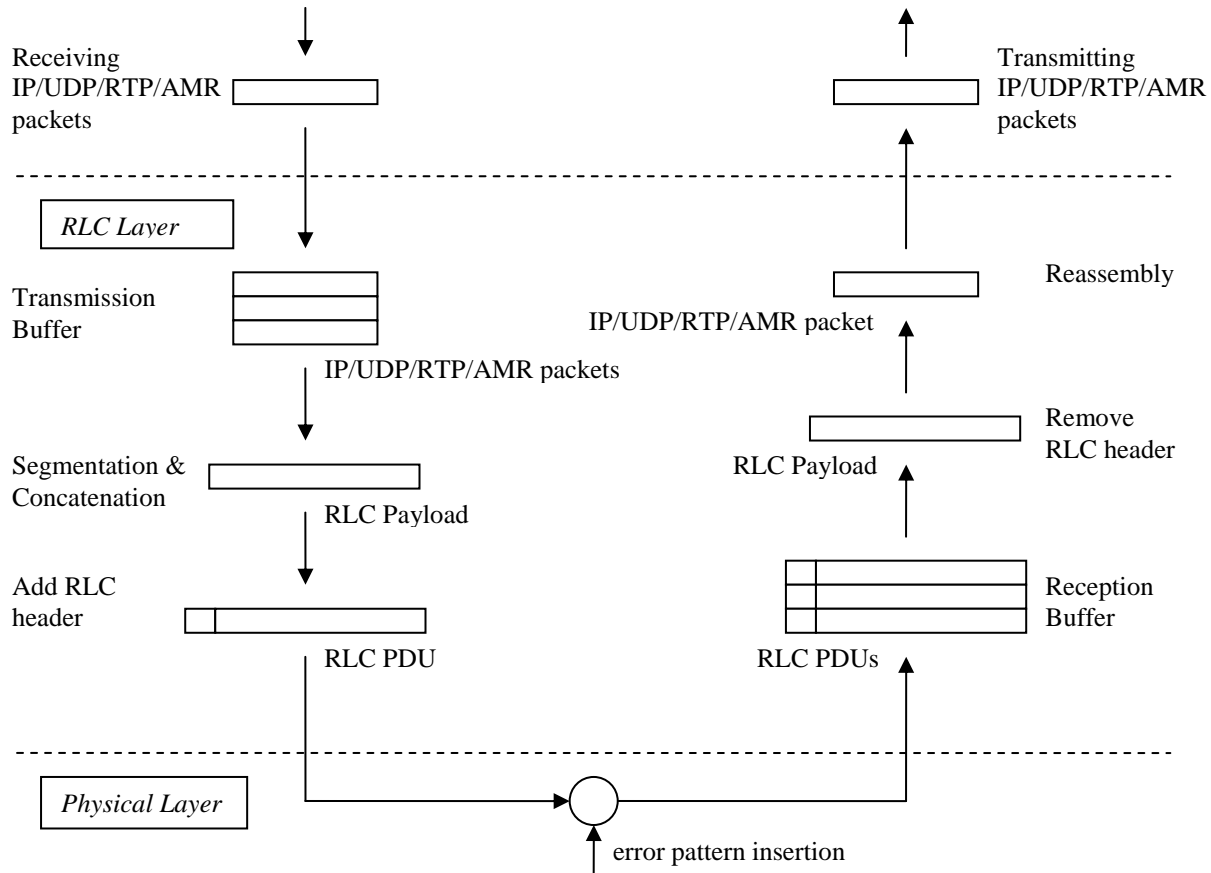 Receiving
IP/UDP/RTP/AMR
packets
Transmitting
IP/UDP/RTP/AMR
packets
RLC Layer
Transmission
Buffer
IP/UDP/RTP/AMR packets
Reassembly
IP/UDP/RTP/AMR packet
Segmentation &
Concatenation
RLC Payload
Remove
RLC header
RLC Payload
Add RLC
header
RLC PDU
Reception
Buffer
RLC PDUs
Physical Layer
error pattern insertion